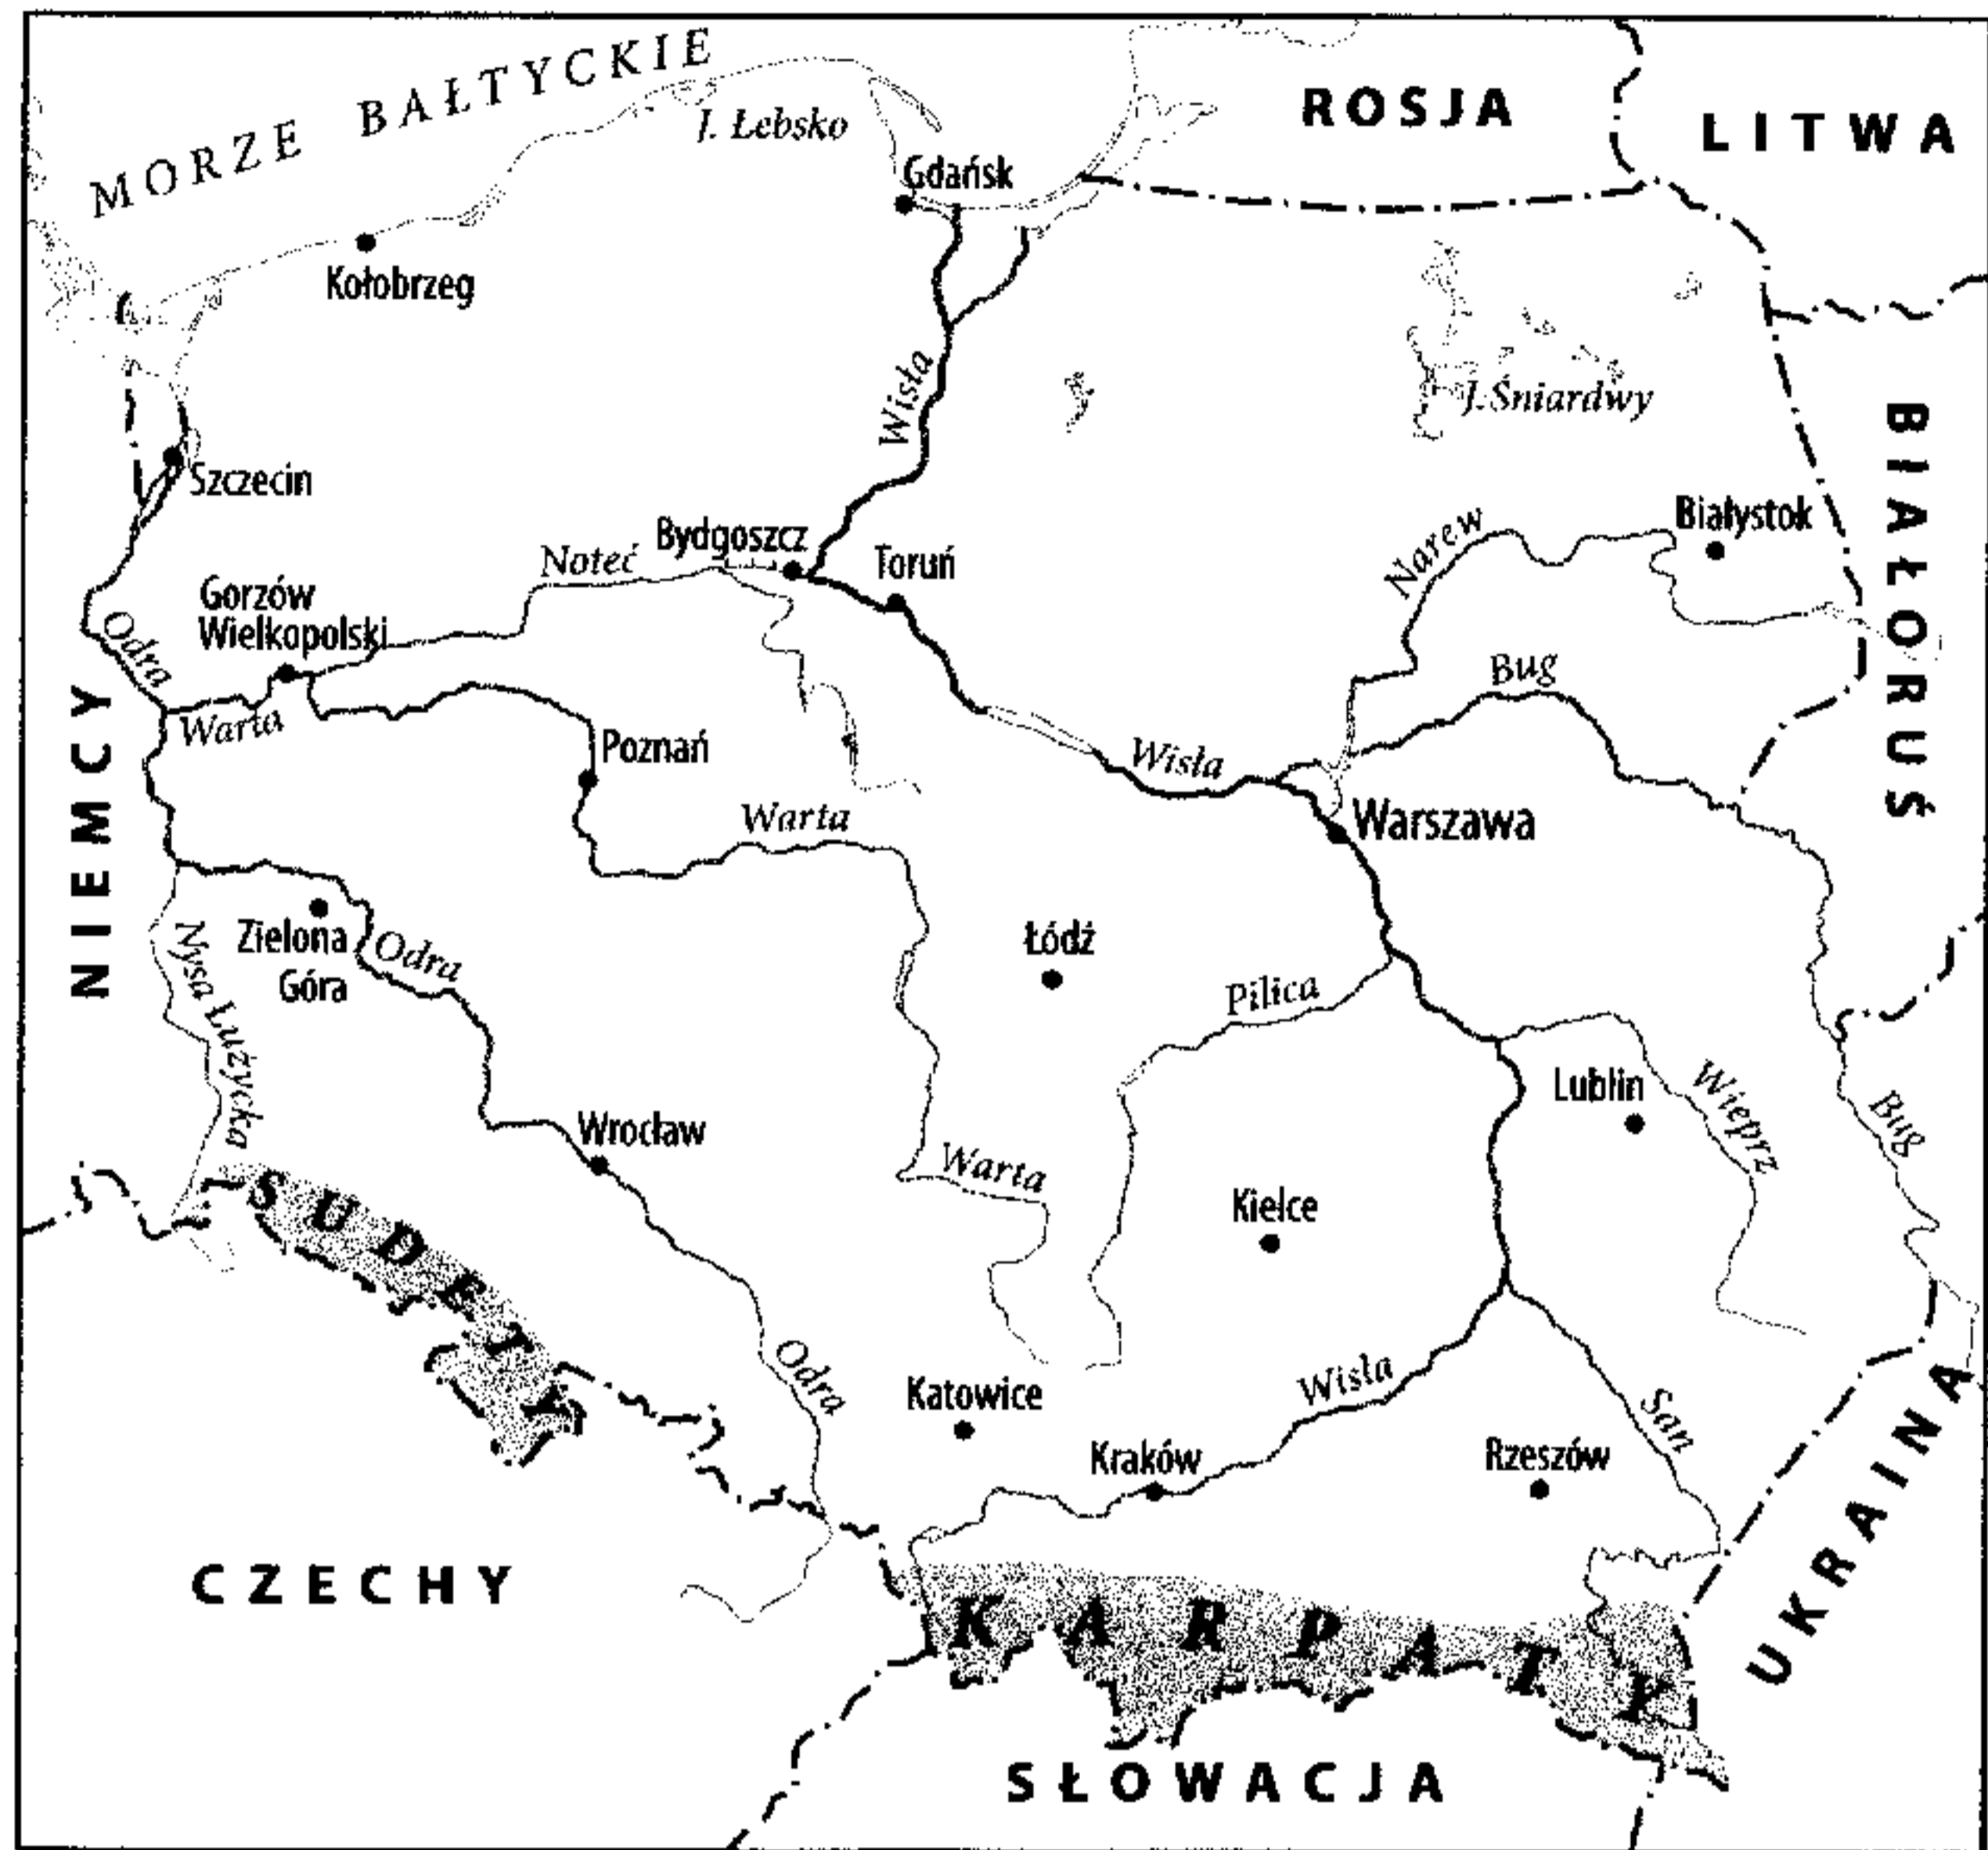 MORZE BAŁTYCKIE
J. Łebsko
ROSJA
LITWA
Gdańsk
Kołobrzeg
Wisła
J. Śniardwy
BIAŁORUŚ
Szczecin
Bydgoszcz
Białystok
Noteć
Toruń
Narew
Gorzów
Wielkopolski
Odra
Bug
Warta
NIEMCY
Poznań
Wisła
Warta
Warszawa
Zielona
Góra
Odra
Łódź
Nysa Łużycka
Pilica
Lublin
Wieprz
Bug
Wrocław
Warta
Kielce
SUDETY
Odra
Katowice
Wisła
San
Kraków
Rzeszów
UKRAINA
CZECHY
KARPATY
SŁOWACJA